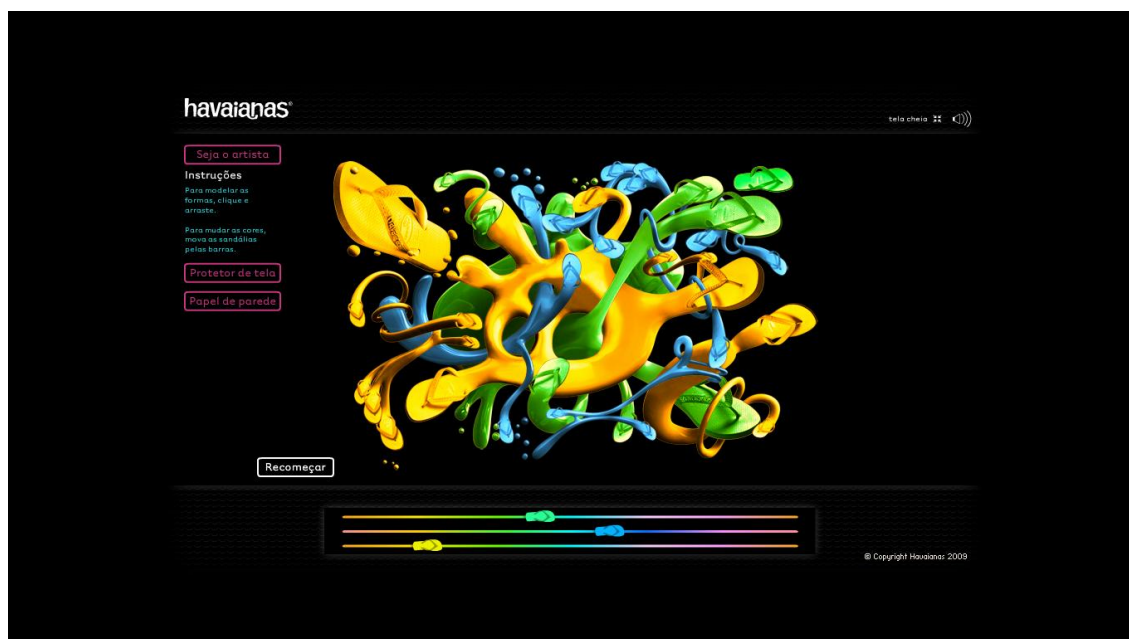 havaianas®
tela cheia
Seja o artista
Instruções
Para modelar as
formas, clique e
arraste.
Para mudar as cores,
mova as sandálias
pelas barras.
Protetor de tela
Papel de parede
havaianas
Recomeçar
© Copyright Havaianas 2009